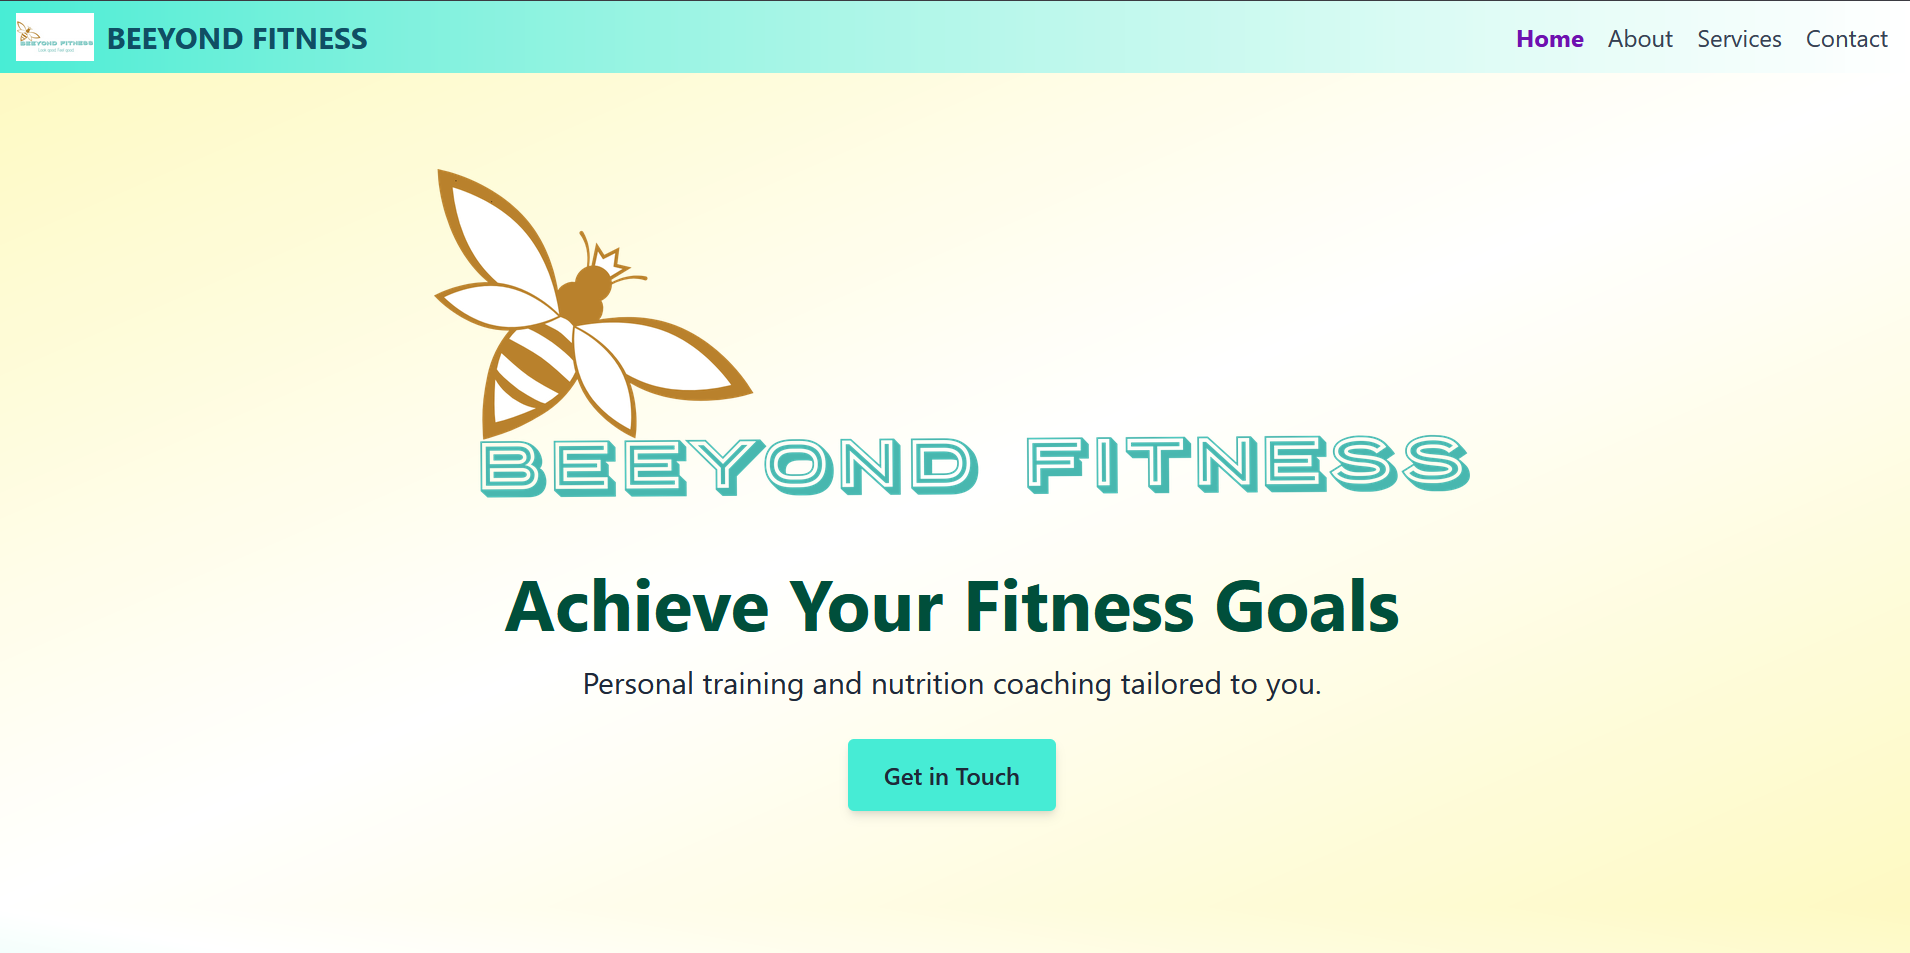 BEEYOND FITNESS
BEEYOND FITNESS
Home About Services Contact
BEEYOND FITNESS
Achieve Your Fitness Goals
Personal training and nutrition coaching tailored to you.
Get in Touch